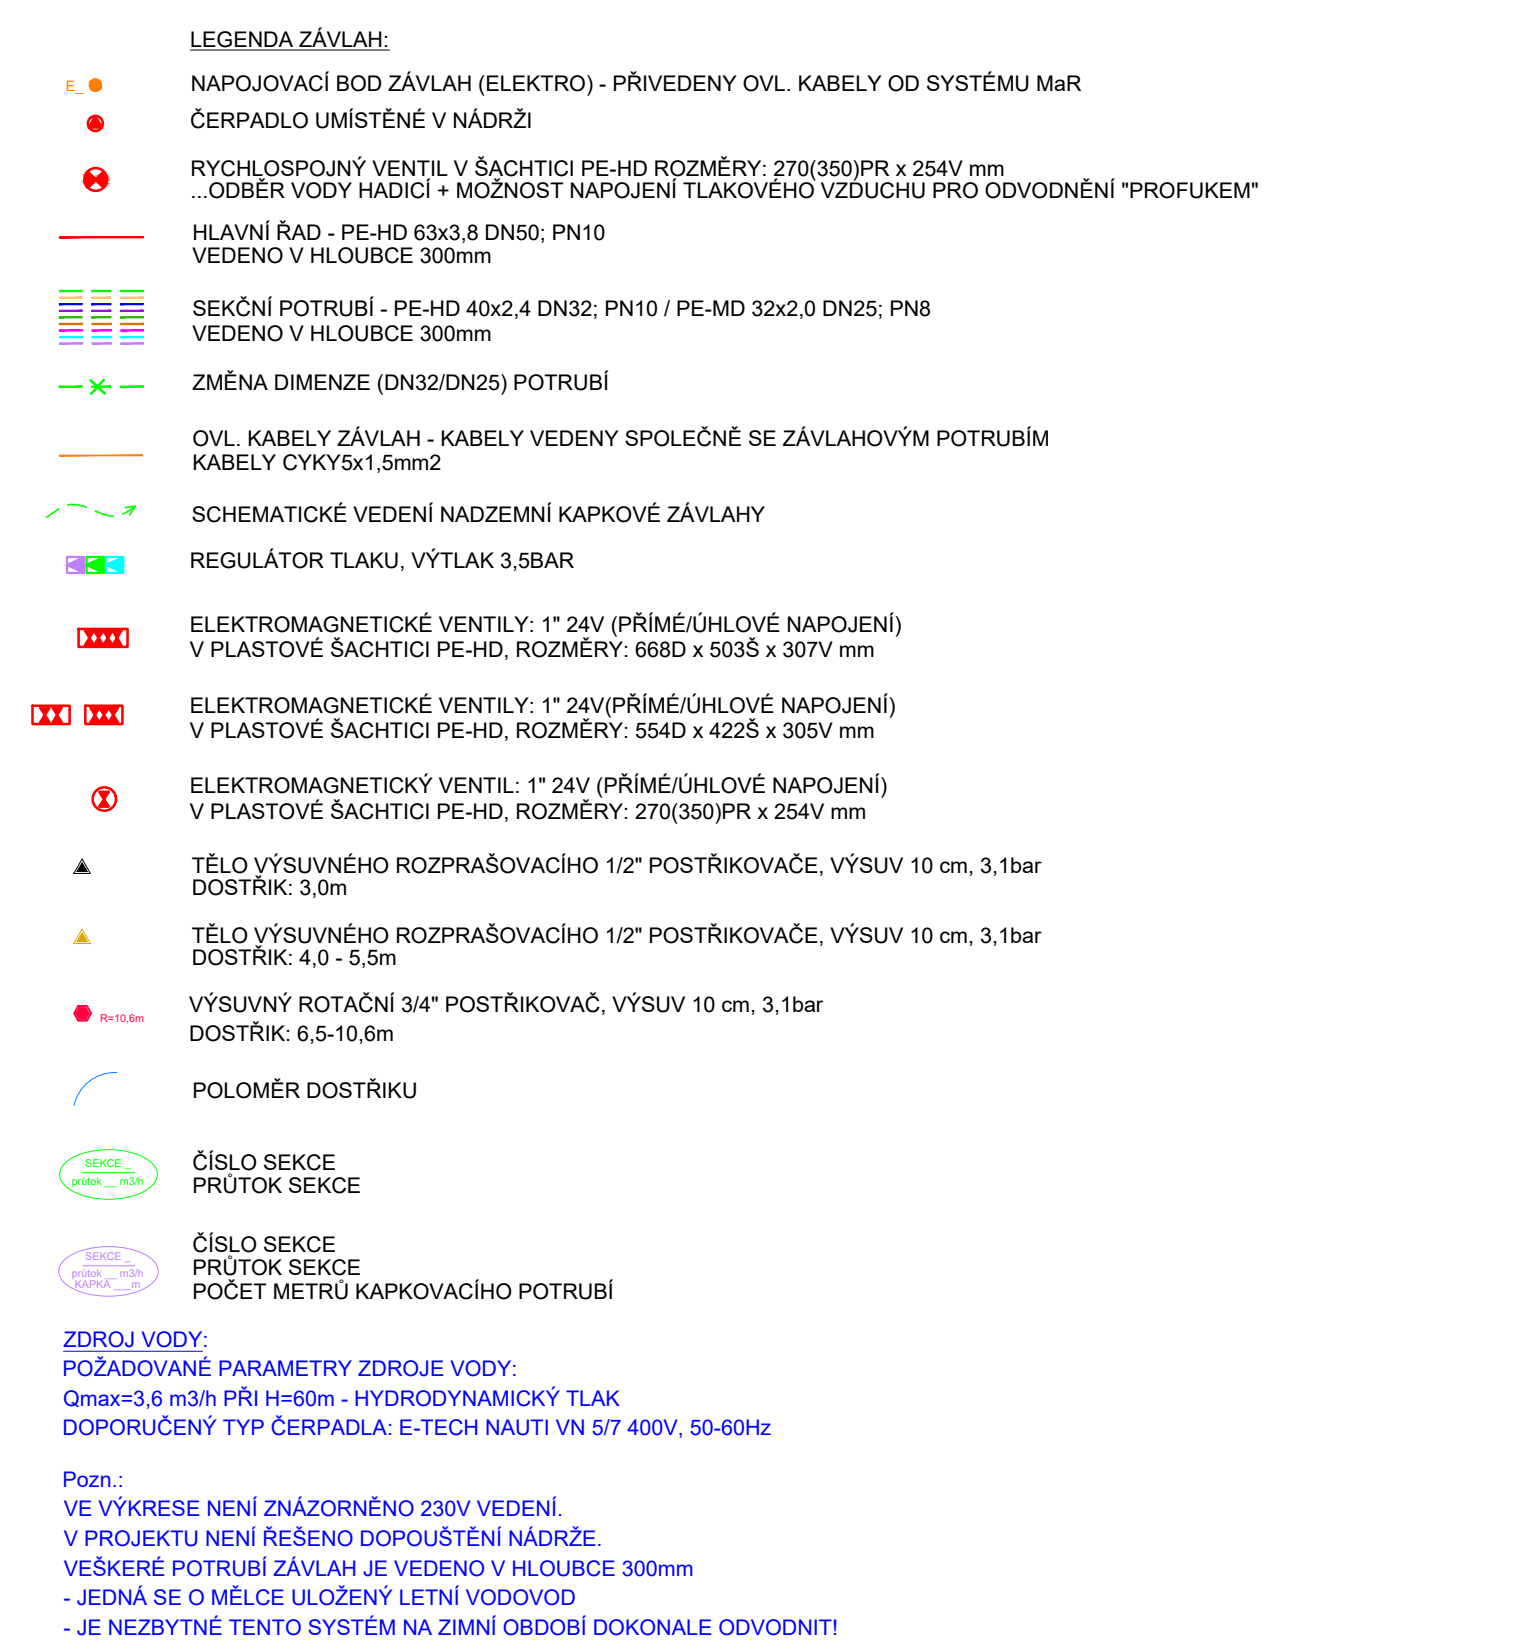 LEGENDA ZÁVLAH:
E_
NAPOJOVACÍ BOD ZÁVLAH (ELEKTRO) - PŘIVEDENY OVL. KABELY OD SYSTÉMU MaR
ČERPADLO UMÍSTĚNÉ V NÁDRŽI
RYCHLOSPOJNÝ VENTIL V ŠACHTICI PE-HD ROZMĚRY: 270(350)PR x 254V mm
...ODBĚR VODY HADICÍ + MOŽNOST NAPOJENÍ TLAKOVÉHO VZDUCHU PRO ODVODNĚNÍ "PROFUKEM"
HLAVNÍ ŘAD - PE-HD 63x3,8 DN50; PN10
VEDENO V HLOUBCE 300mm
SEKČNÍ POTRUBÍ - PE-HD 40x2,4 DN32; PN10 / PE-MD 32x2,0 DN25; PN8
VEDENO V HLOUBCE 300mm
ZMĚNA DIMENZE (DN32/DN25) POTRUBÍ
OVL. KABELY ZÁVLAH - KABELY VEDENY SPOLEČNĚ SE ZÁVLAHOVÝM POTRUBÍM
KABELY CYKY5x1,5mm2
SCHEMATICKÉ VEDENÍ NADZEMNÍ KAPKOVÉ ZÁVLAHY
REGULÁTOR TLAKU, VÝTLAK 3,5BAR
ELEKTROMAGNETICKÉ VENTILY: 1" 24V (PŘÍMÉ/ÚHLOVÉ NAPOJENÍ)
V PLASTOVÉ ŠACHTICI PE-HD, ROZMĚRY: 668D x 503Š x 307V mm
ELEKTROMAGNETICKÉ VENTILY: 1" 24V(PŘÍMÉ/ÚHLOVÉ NAPOJENÍ)
V PLASTOVÉ ŠACHTICI PE-HD, ROZMĚRY: 554D x 422Š x 305V mm
ELEKTROMAGNETICKÝ VENTIL: 1" 24V (PŘÍMÉ/ÚHLOVÉ NAPOJENÍ)
V PLASTOVÉ ŠACHTICI PE-HD, ROZMĚRY: 270(350)PR x 254V mm
TĚLO VÝSUVNÉHO ROZPRAŠOVACÍHO 1/2" POSTŘIKOVAČE, VÝSUV 10 cm, 3,1bar
DOSTŘIK: 3,0m
TĚLO VÝSUVNÉHO ROZPRAŠOVACÍHO 1/2" POSTŘIKOVAČE, VÝSUV 10 cm, 3,1bar
DOSTŘIK: 4,0 - 5,5m
R=10,6m
VÝSUVNÝ ROTAČNÍ 3/4" POSTŘIKOVAČ, VÝSUV 10 cm, 3,1bar
DOSTŘIK: 6,5-10,6m
POLOMĚR DOSTŘIKU
SEKCE _
průtok __ m3/h
ČÍSLO SEKCE
PRŮTOK SEKCE
SEKCE _
průtok __ m3/h
KAPKA ___m
ČÍSLO SEKCE
PRŮTOK SEKCE
POČET METRŮ KAPKOVACÍHO POTRUBÍ
ZDROJ VODY:
POŽADOVANÉ PARAMETRY ZDROJE VODY:
Qmax=3,6 m3/h PŘI H=60m - HYDRODYNAMICKÝ TLAK
DOPORUČENÝ TYP ČERPADLA: E-TECH NAUTI VN 5/7 400V, 50-60Hz
Pozn.:
VE VÝKRESE NENÍ ZNÁZORNĚNO 230V VEDENÍ.
V PROJEKTU NENÍ ŘEŠENO DOPOUŠTĚNÍ NÁDRŽE.
VEŠKERÉ POTRUBÍ ZÁVLAH JE VEDENO V HLOUBCE 300mm
- JEDNÁ SE O MĚLCE ULOŽENÝ LETNÍ VODOVOD
- JE NEZBYTNÉ TENTO SYSTÉM NA ZIMNÍ OBDOBÍ DOKONALE ODVODNIT!